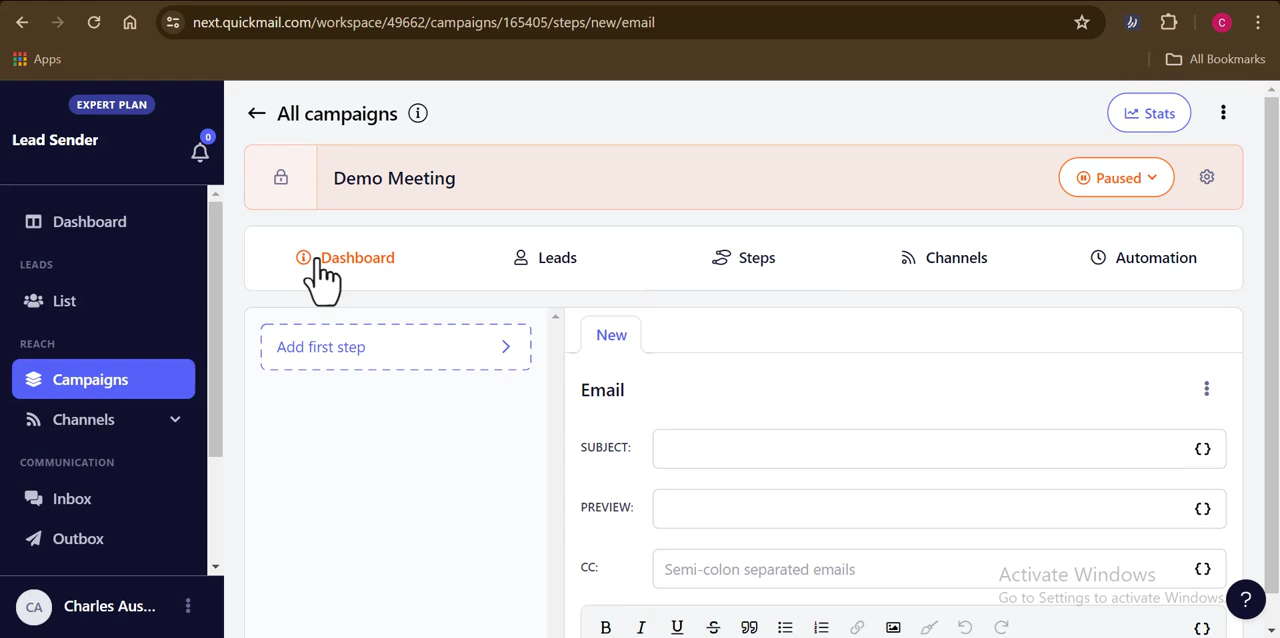 next.quickmail.com/workspace/49662/campaigns/165405/steps/new/email
C
Apps
All Bookmarks
EXPERT PLAN
Lead Sender
0
All campaigns
Stats
Demo Meeting
Paused
Dashboard
LEADS
List
REACH
Campaigns
Channels
COMMUNICATION
Inbox
Outbox
CA
Charles Aus...
Dashboard
Leads
Steps
Channels
Automation
Add first step
New
Email
SUBJECT:
{}
PREVIEW:
{}
CC:
Semi-colon separated emails
{}
B I U S
{}
Activate Windows
Go to Settings to activate Windows
?